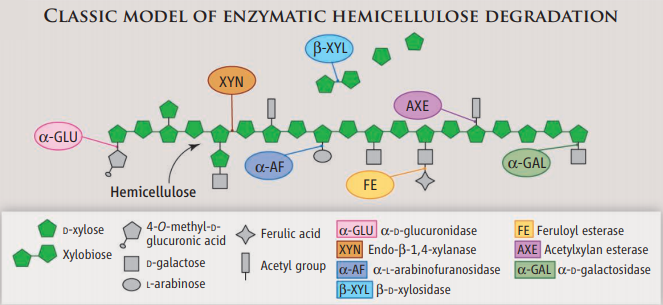 CLASSIC MODEL OF ENZYMATIC HEMICELLULOSE DEGRADATION
β-XYL
XYN
AXE
α-GLU
α-AF
α-GAL
FE
Hemicellulose
D-xylose
Xylobiose
4-O-methyl-D-
glucuronic acid
D-galactose
L-arabinose
Ferulic acid
Acetyl group
α-GLU α-D-glucuronidase
XYN Endo-β-1,4-xylanase
α-AF α-L-arabinofuranosidase
β-XYL β-D-xylosidase
FE Feruloyl esterase
AXE Acetylxylan esterase
α-GAL α-D-galactosidase